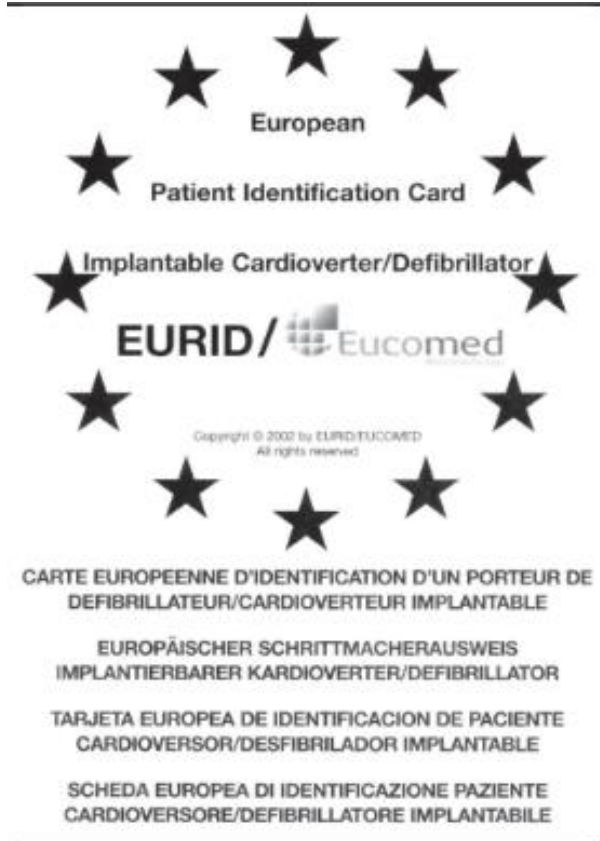 European
Patient Identification Card
Implantable Cardioverter/Defibrillator
EURID/ Eucomed
Copyright © 2002 by EURID/EUCOMED
All rights reserved
CARTE EUROPEENNE D'IDENTIFICATION D'UN PORTEUR DE
DEFIBRILLATEUR/CARDIOVERTEUR IMPLANTABLE
EUROPÄISCHER SCHRITTMACHERAUSWEIS
IMPLANTIERBARER KARDIOVERTER/DEFIBRILLATOR
TARJETA EUROPEA DE IDENTIFICACION DE PACIENTE
CARDIOVERSOR/DESFIBRILADOR IMPLANTABLE
SCHEDA EUROPEA DI IDENTIFICAZIONE PAZIENTE
CARDIOVERSORE/DEFIBRILLATORE IMPLANTABILE